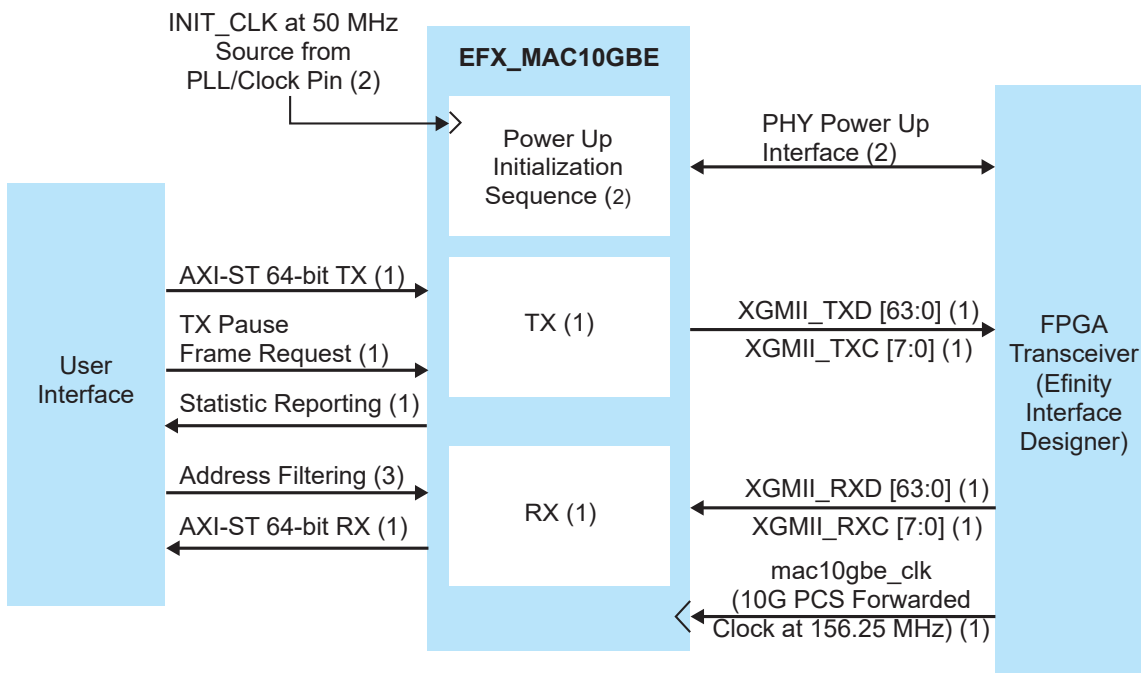 INIT_CLK at 50 MHz
Source from
PLL/Clock Pin (2)
EFX_MAC10GBE
Power Up
Initialization
Sequence (2)
PHY Power Up
Interface (2)
User
Interface
AXI-ST 64-bit TX (1)
TX Pause
Frame Request (1)
Statistic Reporting (1)
Address Filtering (3)
AXI-ST 64-bit RX (1)
TX (1)
RX (1)
XGMII_TXD [63:0] (1)
XGMII_TXC [7:0] (1)
XGMII_RXD [63:0] (1)
XGMII_RXC [7:0] (1)
mac10gbe_clk
(10G PCS Forwarded
Clock at 156.25 MHz) (1)
FPGA
Transceiver
(Efinity
Interface
Designer)